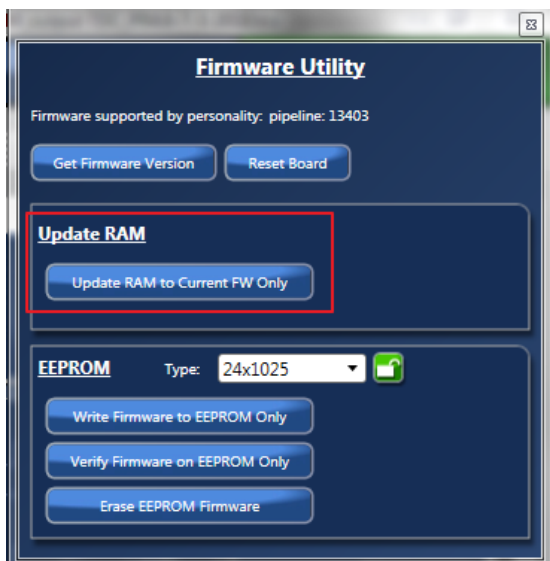 Firmware Utility
Firmware supported by personality: pipeline: 13403
Get Firmware Version
Reset Board
Update RAM
Update RAM to Current FW Only
EEPROM Type: 24x1025
Write Firmware to EEPROM Only
Verify Firmware on EEPROM Only
Erase EEPROM Firmware